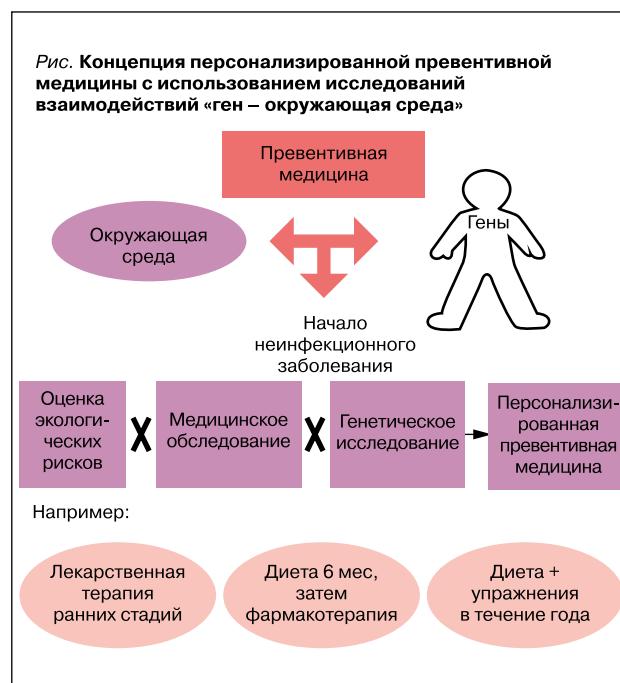 Рис. Концепция персонализированной превентивной
медицины с использованием исследований
взаимодействий «ген – окружающая среда»
Превентивная
медицина
Окружающая
среда
Гены
Начало
неинфекционного
заболевания
Оценка
экологи-
ческих
рисков
Медицинское
обследование
Генетическое
исследование
Персонализи-
рованная
превентивная
медицина
Например:
Лекарственная
терапия
ранних стадий
Диета 6 мес,
затем
фармакотерапия
Диета +
упражнения
в течение года